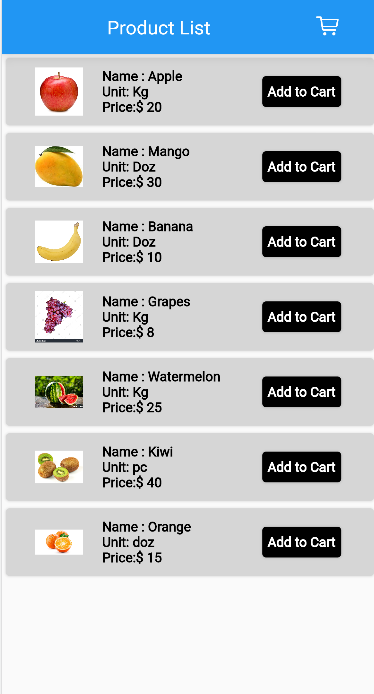 Product List
Name : Apple
Unit: Kg
Price:$ 20
Add to Cart
Name : Mango
Unit: Doz
Price:$ 30
Add to Cart
Name : Banana
Unit: Doz
Price:$ 10
Add to Cart
Name : Grapes
Unit: Kg
Price:$ 8
Add to Cart
Name : Watermelon
Unit: Kg
Price:$ 25
Add to Cart
Name : Kiwi
Unit: pc
Price:$ 40
Add to Cart
Name : Orange
Unit: doz
Price:$ 15
Add to Cart